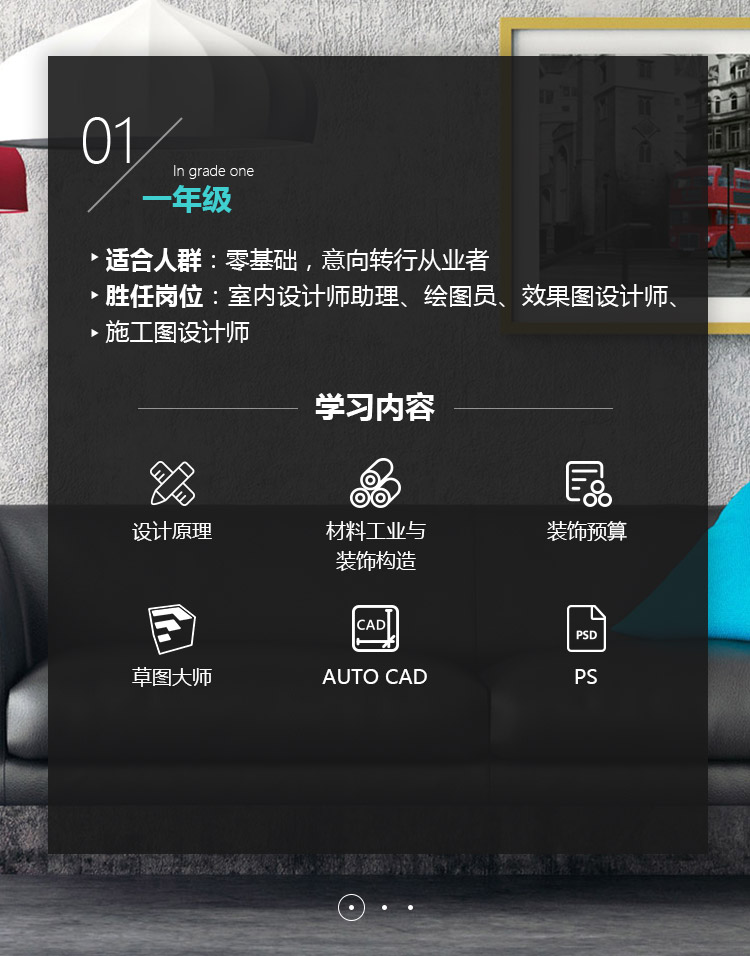 01
In grade one
一年级
适合人群：零基础，意向转行从业者
胜任岗位：室内设计师助理、绘图员、效果图设计师、
施工图设计师
学习内容
设计原理
材料工业与
装饰构造
装饰预算
CAD
PSD
草图大师
AUTO CAD
PS